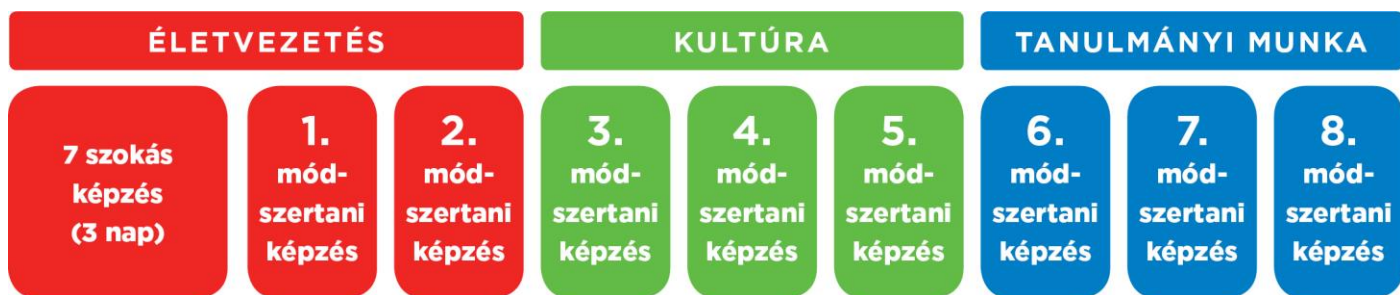 ÉLETVEZETÉS
7 szokás
képzés
(3 nap)
1.
mód-
szertani
képzés
2.
mód-
szertani
képzés
KULTÚRA
3.
mód-
szertani
képzés
4.
mód-
szertani
képzés
5.
mód-
szertani
képzés
TANULMÁNYI MUNKA
6.
mód-
szertani
képzés
7.
mód-
szertani
képzés
8.
mód-
szertani
képzés